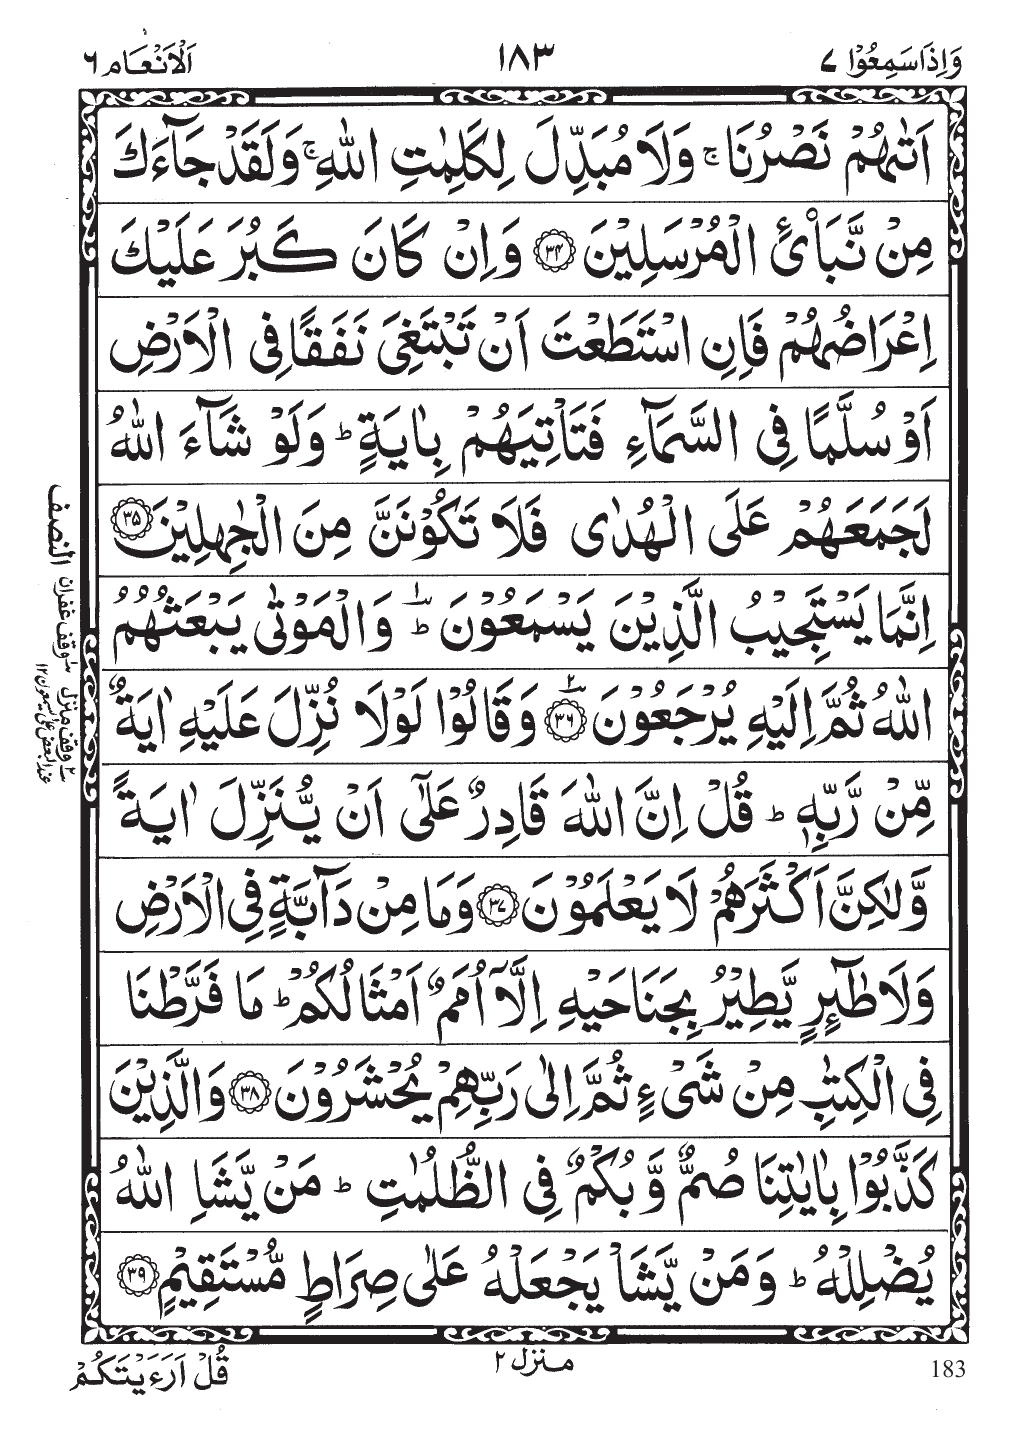 وَاِذَا سَمِعُوْا ٧
١٨٣
اَلْاَنْعَام ٦
اَتٰىهُمْ نَصْرُنَا ۚ وَلَا مُبَدِّلَ لِكَلِمٰتِ اللّٰهِ ۚ وَلَقَدْ جَآءَكَ
مِنْ نَّبَاۡئِ الْمُرْسَلِيْنَ ﴿٣٤﴾ وَاِنْ كَانَ كَبُرَ عَلَيْكَ
اِعْرَاضُهُمْ فَاِنِ اسْتَطَعْتَ اَنْ تَبْتَغِيَ نَفَقًا فِى الْاَرْضِ
اَوْ سُلَّمًا فِى السَّمَآءِ فَتَاْتِيَهُمْ بِاٰيَةٍ ؕ وَلَوْ شَآءَ اللّٰهُ
لَجَمَعَهُمْ عَلَى الْهُدٰى فَلَا تَكُوْنَنَّ مِنَ الْجٰهِلِيْنَ ﴿٣٥﴾
اِنَّمَا يَسْتَجِيْبُ الَّذِيْنَ يَسْمَعُوْنَ ؕ وَالْمَوْتٰى يَبْعَثُهُمُ
اللّٰهُ ثُمَّ اِلَيْهِ يُرْجَعُوْنَ ﴿٣٦﴾ وَقَالُوْا لَوْلَا نُزِّلَ عَلَيْهِ اٰيَةٌ
مِّنْ رَّبِّهٖ ؕ قُلْ اِنَّ اللّٰهَ قَادِرٌ عَلٰٓى اَنْ يُّنَزِّلَ اٰيَةً
وَّلٰكِنَّ اَكْثَرَهُمْ لَا يَعْلَمُوْنَ ﴿٣٧﴾ وَمَا مِنْ دَآبَّةٍ فِى الْاَرْضِ
وَلَا طٰٓئِرٍ يَّطِيْرُ بِجَنَاحَيْهِ اِلَّاۤ اُمَمٌ اَمْثَالُكُمْ ؕ مَا فَرَّطْنَا
فِى الْكِتٰبِ مِنْ شَىْءٍ ثُمَّ اِلٰى رَبِّهِمْ يُحْشَرُوْنَ ﴿٣٨﴾ وَالَّذِيْنَ
كَذَّبُوْا بِاٰيٰتِنَا صُمٌّ وَّبُكْمٌ فِى الظُّلُمٰتِ ؕ مَنْ يَّشَاِ اللّٰهُ
يُضْلِلْهُ ؕ وَمَنْ يَّشَاْ يَجْعَلْهُ عَلٰى صِرَاطٍ مُّسْتَقِيْمٍ ﴿٣٩﴾
النصف
وقف غفران
وقف منزل
183
منزل ٢
قُلْ اَرَءَيْتَكُمْ